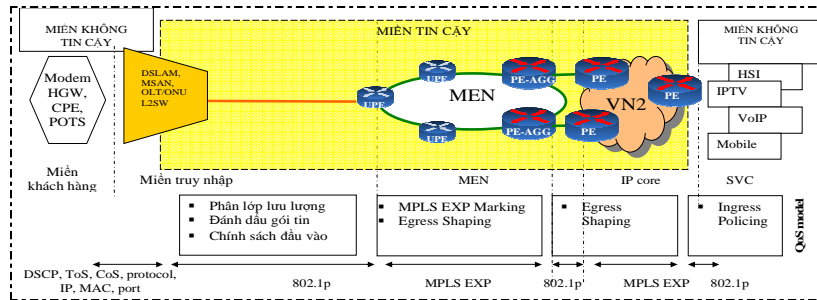 MIỀN KHÔNG
TIN CẬY
MIỀN TIN CẬY
MIỀN KHÔNG
TIN CẬY
Modem
HGW,
CPE,
POTS
DSLAM,
MSAN,
OLT/ONU
L2SW
UPE
UPE
UPE
MEN
PE-AGG
PE-AGG
PE
PE
VN2
PE
HSI
IPTV
VoIP
Mobile
Miền
khách hàng
Miền truy nhập
MEN
IP core
SVC
▪ Phân lớp lưu lượng
▪ Đánh dấu gói tin
▪ Chính sách đầu vào
▪ MPLS EXP Marking
▪ Egress Shaping
▪ Egress
Shaping
▪ Ingress
Policing
QoS model
DSCP, ToS, CoS, protocol,
IP, MAC, port
802.1p
MPLS EXP
802.1p
MPLS EXP
802.1p